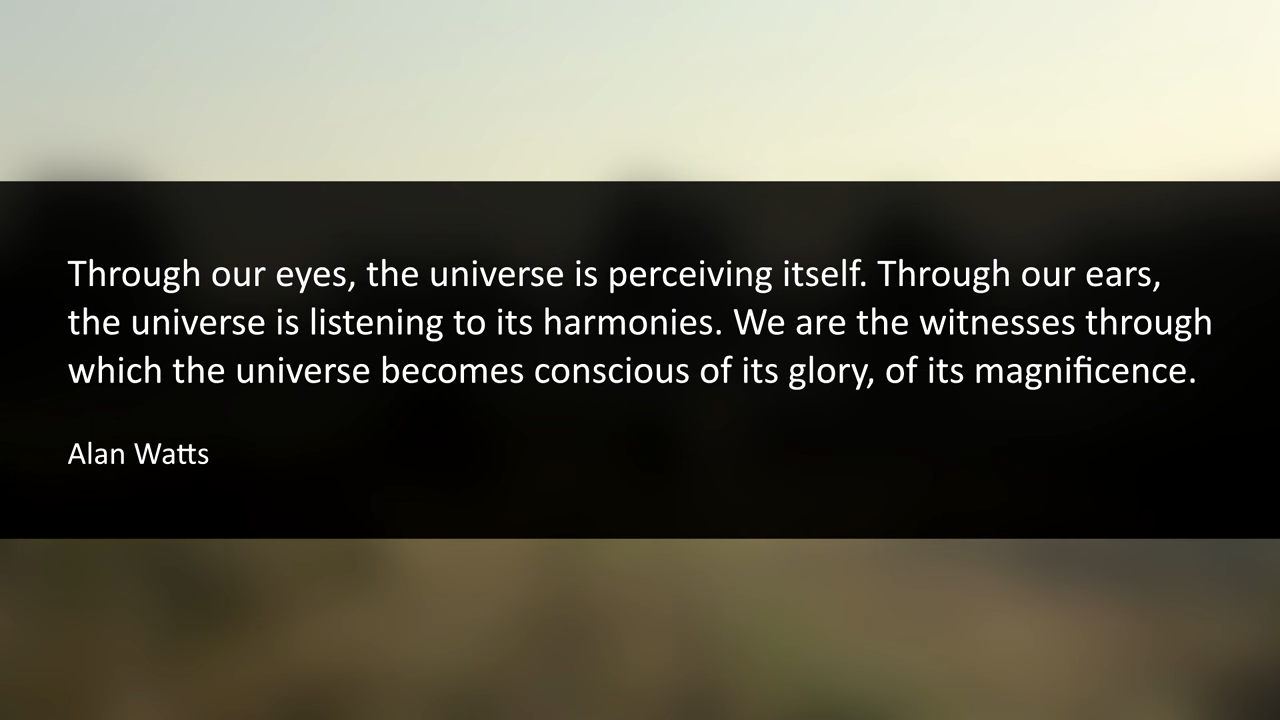 Through our eyes, the universe is perceiving itself. Through our ears,
the universe is listening to its harmonies. We are the witnesses through
which the universe becomes conscious of its glory, of its magnificence.
Alan Watts